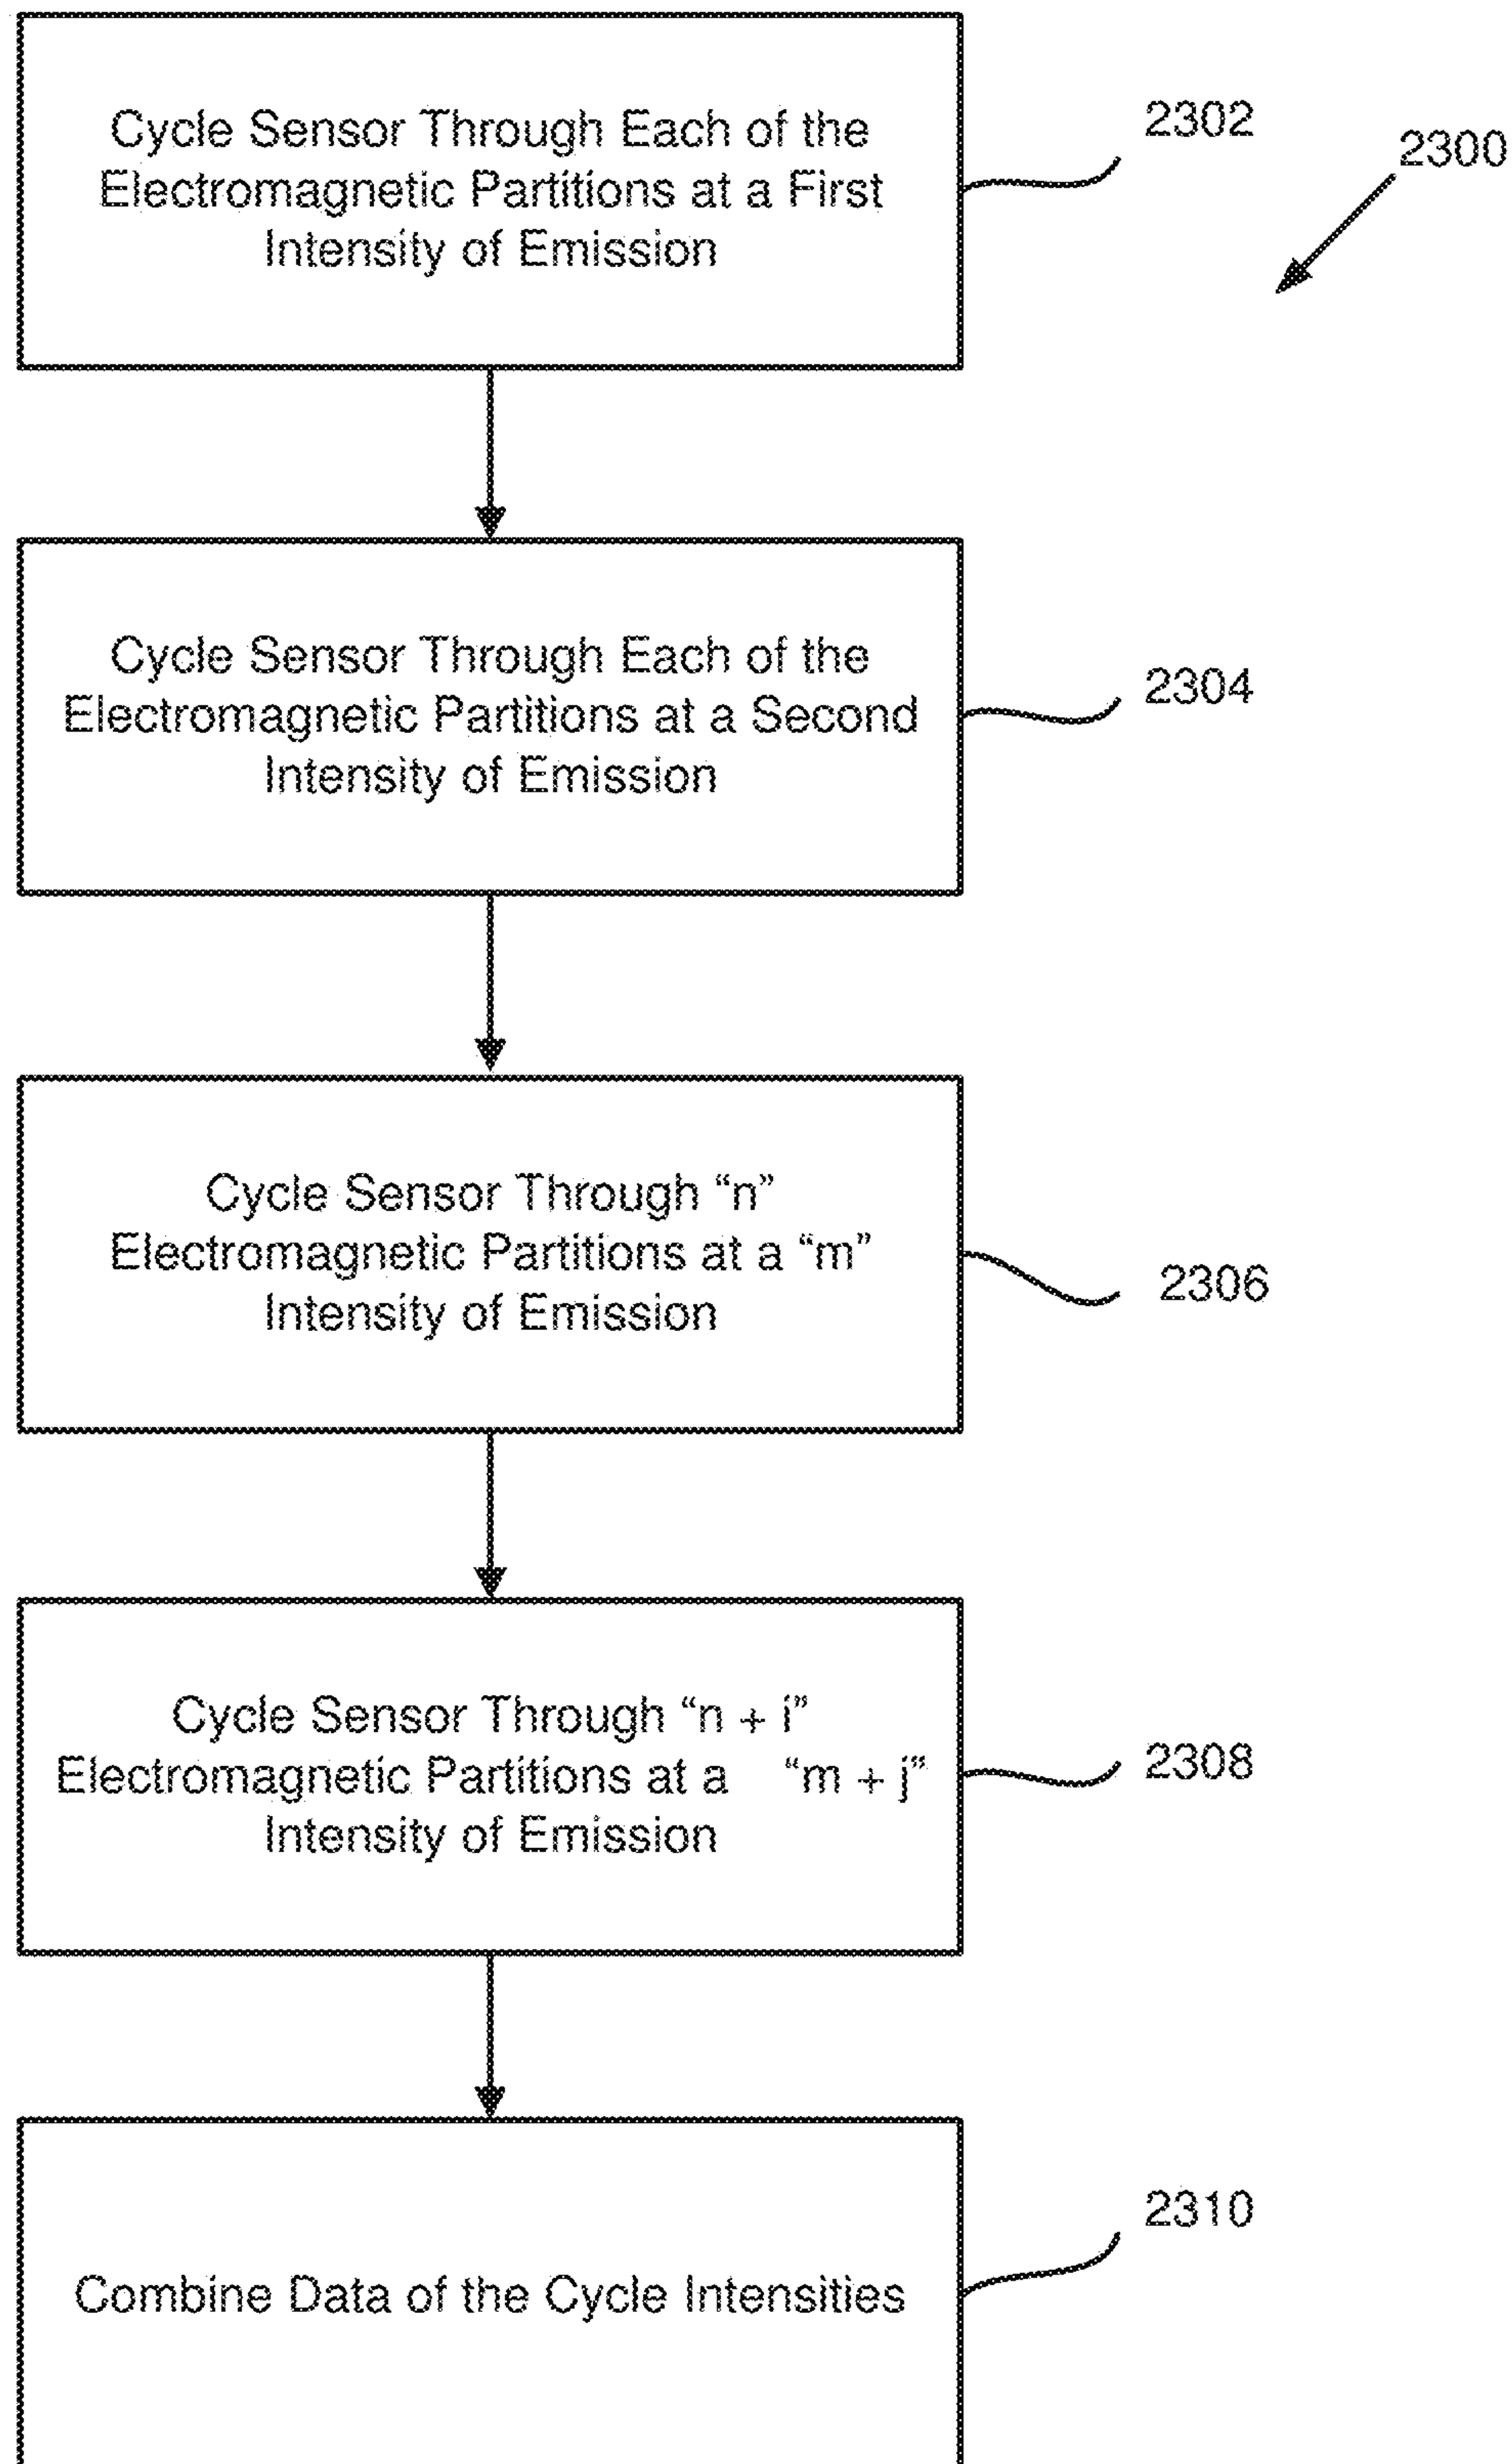 Cycle Sensor Through Each of the
Electromagnetic Partitions at a First
Intensity of Emission
2302
2300
Cycle Sensor Through Each of the
Electromagnetic Partitions at a Second
Intensity of Emission
2304
Cycle Sensor Through “n”
Electromagnetic Partitions at a “m”
Intensity of Emission
2306
Cycle Sensor Through “n + i”
Electromagnetic Partitions at a “m + j”
Intensity of Emission
2308
Combine Data of the Cycle Intensities
2310